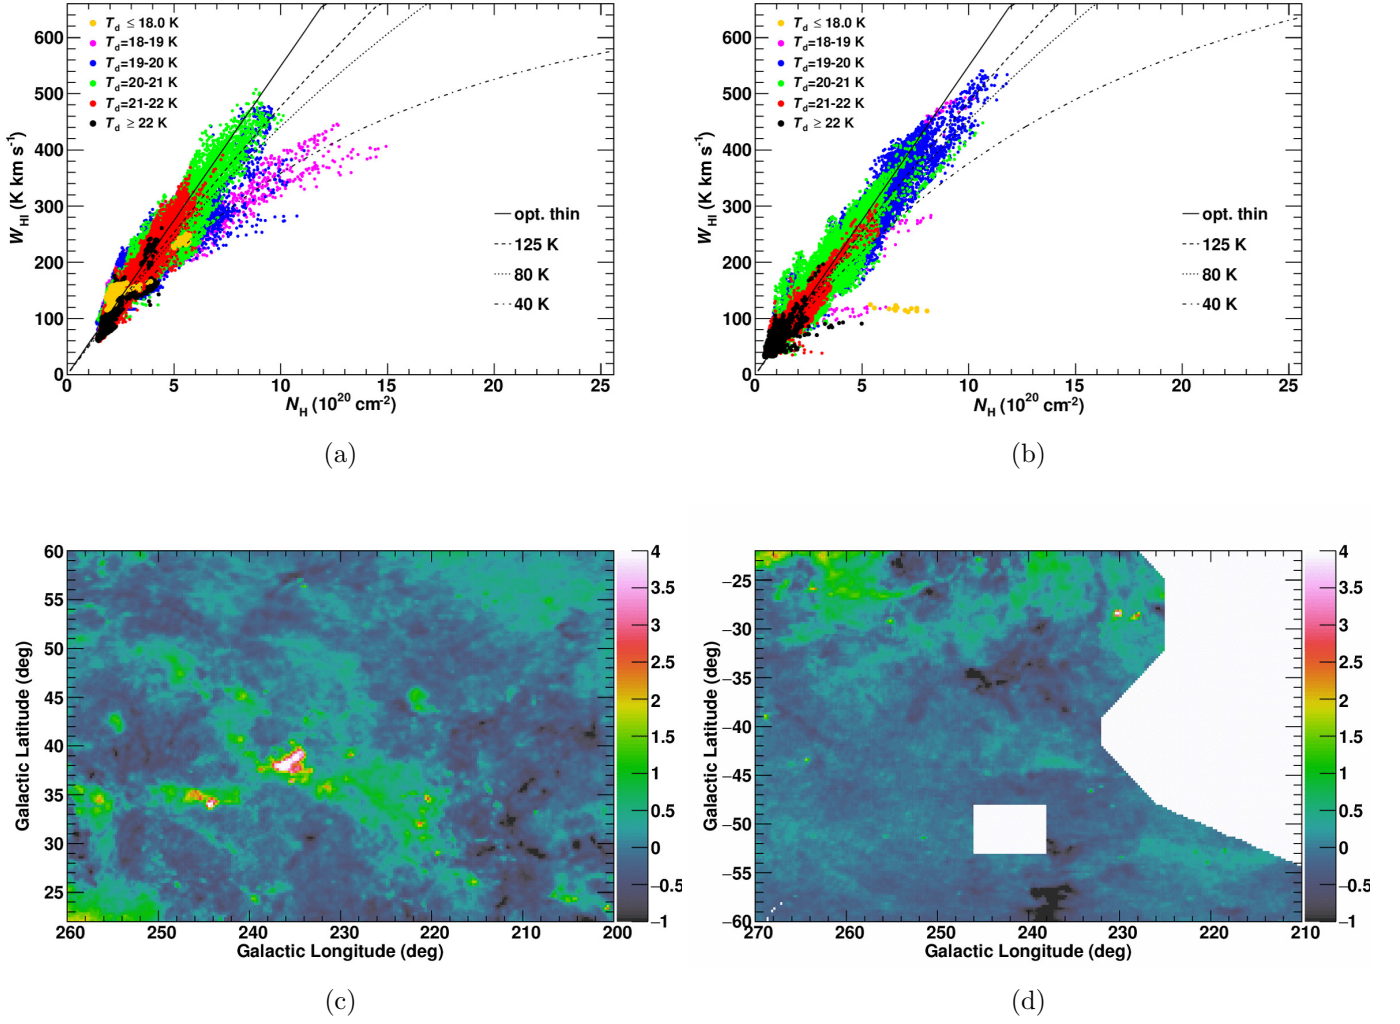 600
500
400
300
200
100
0
W_HI (K km s⁻¹)
T_d ≤ 18.0 K
T_d=18-19 K
T_d=19-20 K
T_d=20-21 K
T_d=21-22 K
T_d ≥ 22 K
opt. thin
125 K
80 K
40 K
0 5 10 15 20 25
N_H (10²⁰ cm⁻²)
(a)
600
500
400
300
200
100
0
W_HI (K km s⁻¹)
T_d ≤ 18.0 K
T_d=18-19 K
T_d=19-20 K
T_d=20-21 K
T_d=21-22 K
T_d ≥ 22 K
opt. thin
125 K
80 K
40 K
0 5 10 15 20 25
N_H (10²⁰ cm⁻²)
(b)
60
55
50
45
40
35
30
25
Galactic Latitude (deg)
260 250 240 230 220 210 200
Galactic Longitude (deg)
4
3.5
3
2.5
2
1.5
1
0.5
0
−0.5
−1
(c)
−25
−30
−35
−40
−45
−50
−55
−60
Galactic Latitude (deg)
270 260 250 240 230 220 210
Galactic Longitude (deg)
4
3.5
3
2.5
2
1.5
1
0.5
0
−0.5
−1
(d)